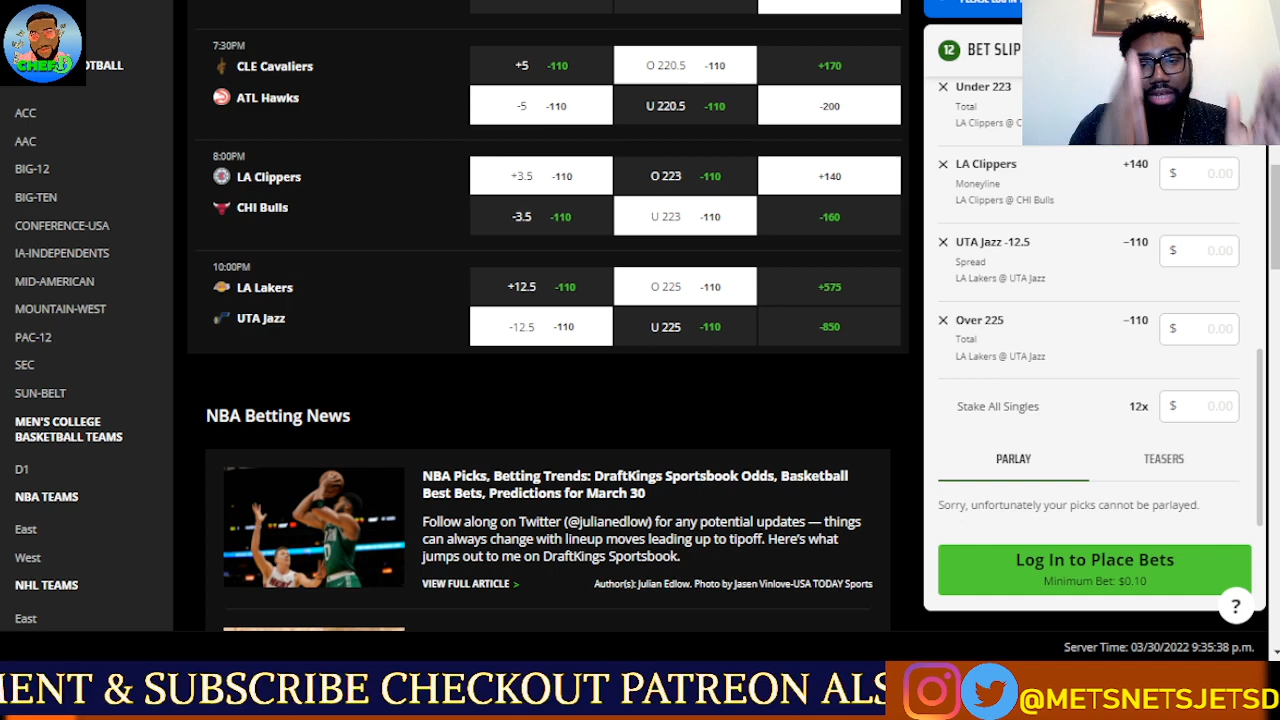 CHEF
OTBALL
ACC
AAC
BIG-12
BIG-TEN
CONFERENCE-USA
IA-INDEPENDENTS
MID-AMERICAN
MOUNTAIN-WEST
PAC-12
SEC
SUN-BELT
MEN'S COLLEGE
BASKETBALL TEAMS
D1
NBA TEAMS
East
West
NHL TEAMS
East
7:30PM
CLE Cavaliers +5 -110 O 220.5 -110 +170
ATL Hawks -5 -110 U 220.5 -110 -200
8:00PM
LA Clippers +3.5 -110 O 223 -110 +140
CHI Bulls -3.5 -110 U 223 -110 -160
10:00PM
LA Lakers +12.5 -110 O 225 -110 +575
UTA Jazz -12.5 -110 U 225 -110 -850
NBA Betting News
NBA Picks, Betting Trends: DraftKings Sportsbook Odds, Basketball
Best Bets, Predictions for March 30
Follow along on Twitter (@julianedlow) for any potential updates — things
can always change with lineup moves leading up to tipoff. Here's what
jumps out to me on DraftKings Sportsbook.
VIEW FULL ARTICLE > Author(s): Julian Edlow. Photo by Jasen Vinlove-USA TODAY Sports
12 BET SLIP
× Under 223
Total
LA Clippers @ C
× LA Clippers +140 $ 0.00
Moneyline
LA Clippers @ CHI Bulls
× UTA Jazz -12.5 −110 $ 0.00
Spread
LA Lakers @ UTA Jazz
× Over 225 −110 $ 0.00
Total
LA Lakers @ UTA Jazz
Stake All Singles 12x $ 0.00
PARLAY TEASERS
Sorry, unfortunately your picks cannot be parlayed.
Log In to Place Bets
Minimum Bet: $0.10
?
Server Time: 03/30/2022 9:35:38 p.m.
MENT & SUBSCRIBE CHECKOUT PATREON ALS
@METSNETSJETSD